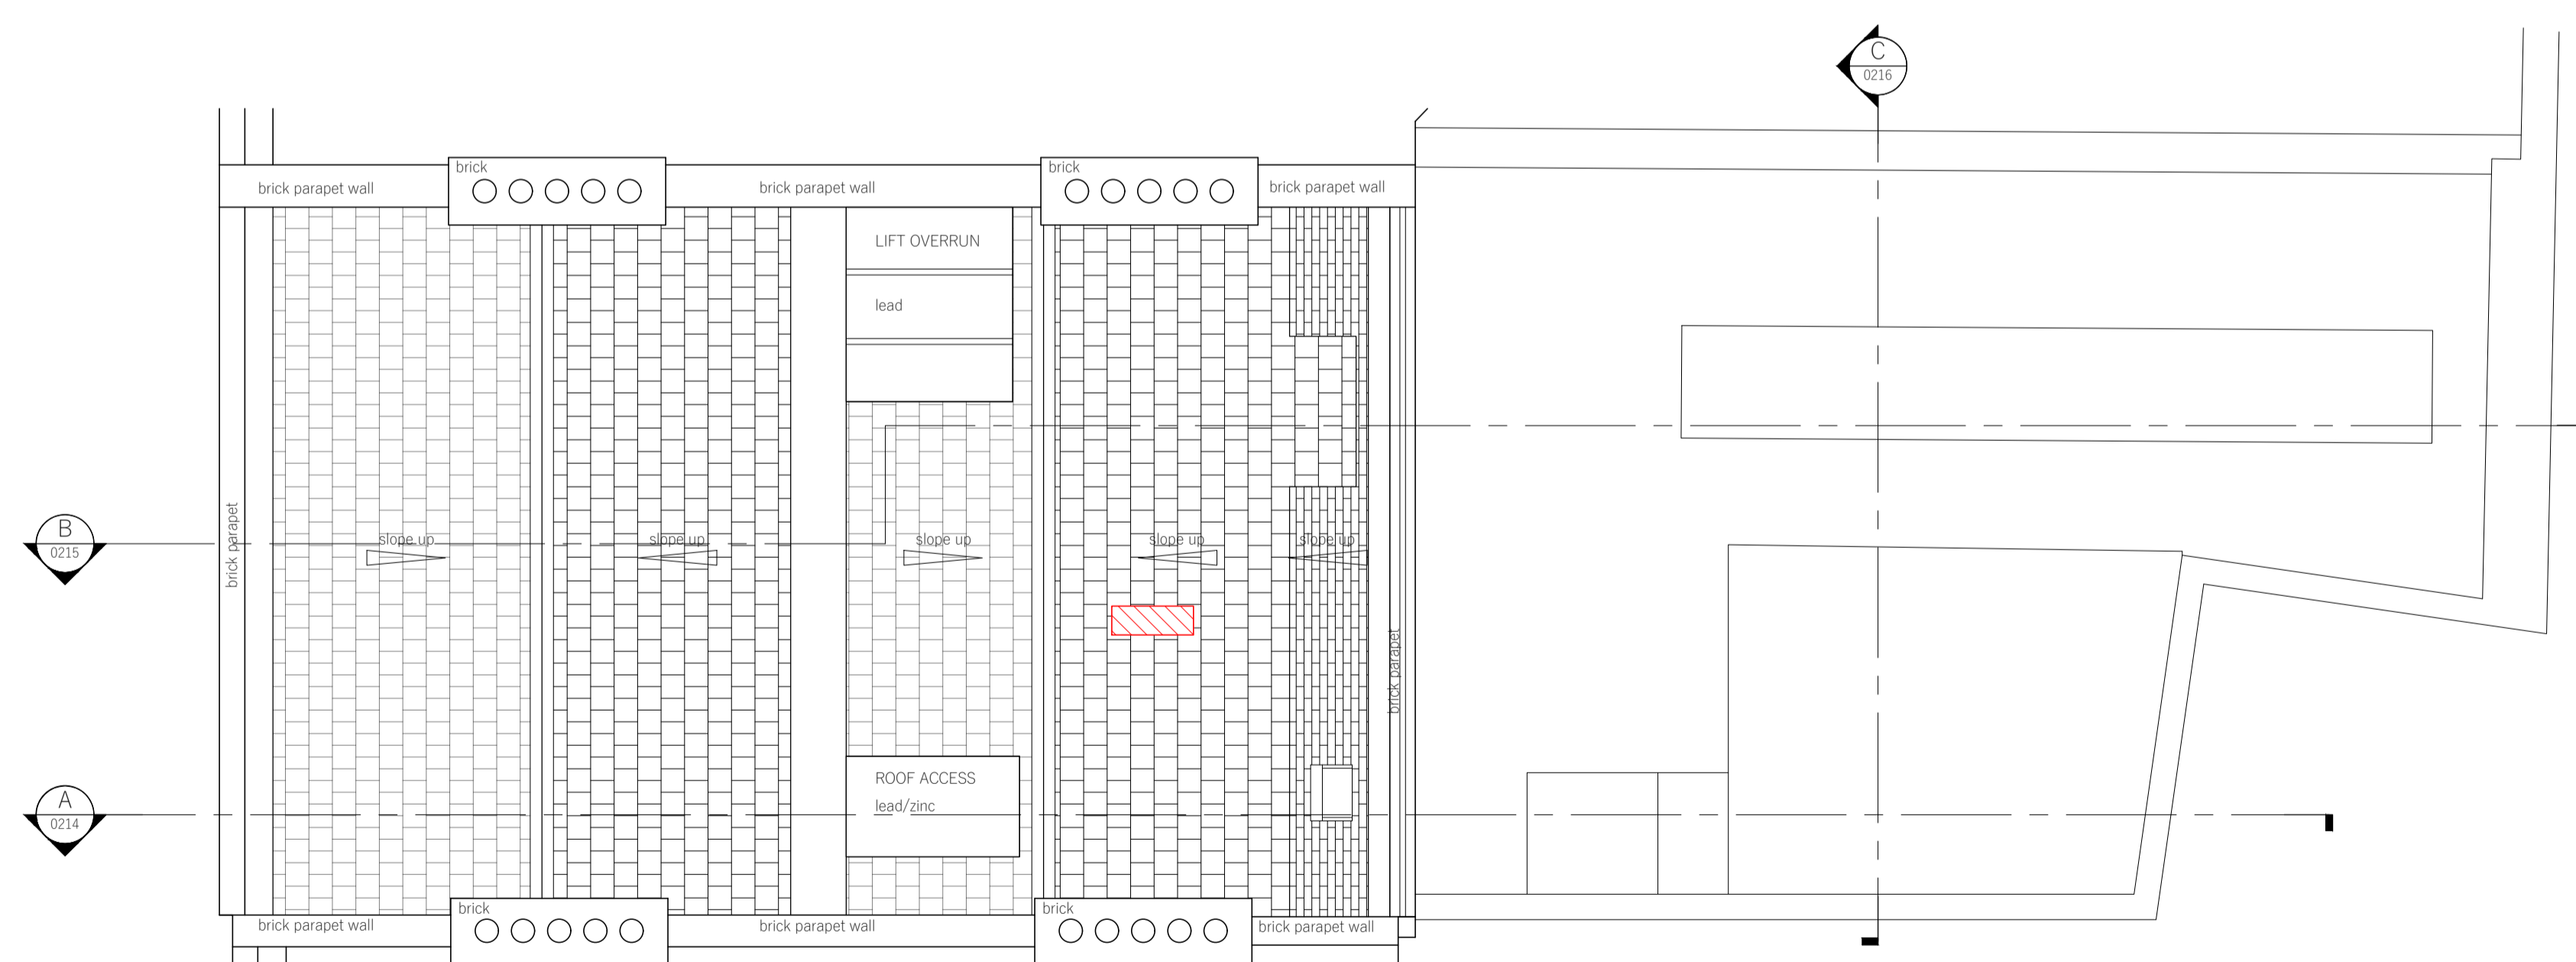 C
0216
brick
brick
brick parapet wall
brick parapet wall
brick parapet wall
LIFT OVERRUN
lead
B
0215
brick parapet
slope up
slope up
slope up
slope up
slope up
brick parapet
ROOF ACCESS
lead/zinc
A
0214
brick
brick
brick parapet wall
brick parapet wall
brick parapet wall